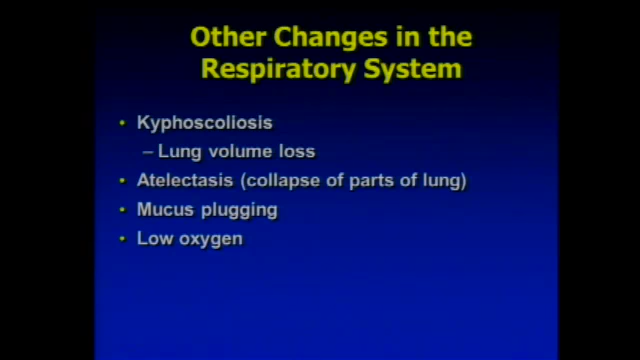 Other Changes in the
Respiratory System
• Kyphoscoliosis
– Lung volume loss
• Atelectasis (collapse of parts of lung)
• Mucus plugging
• Low oxygen